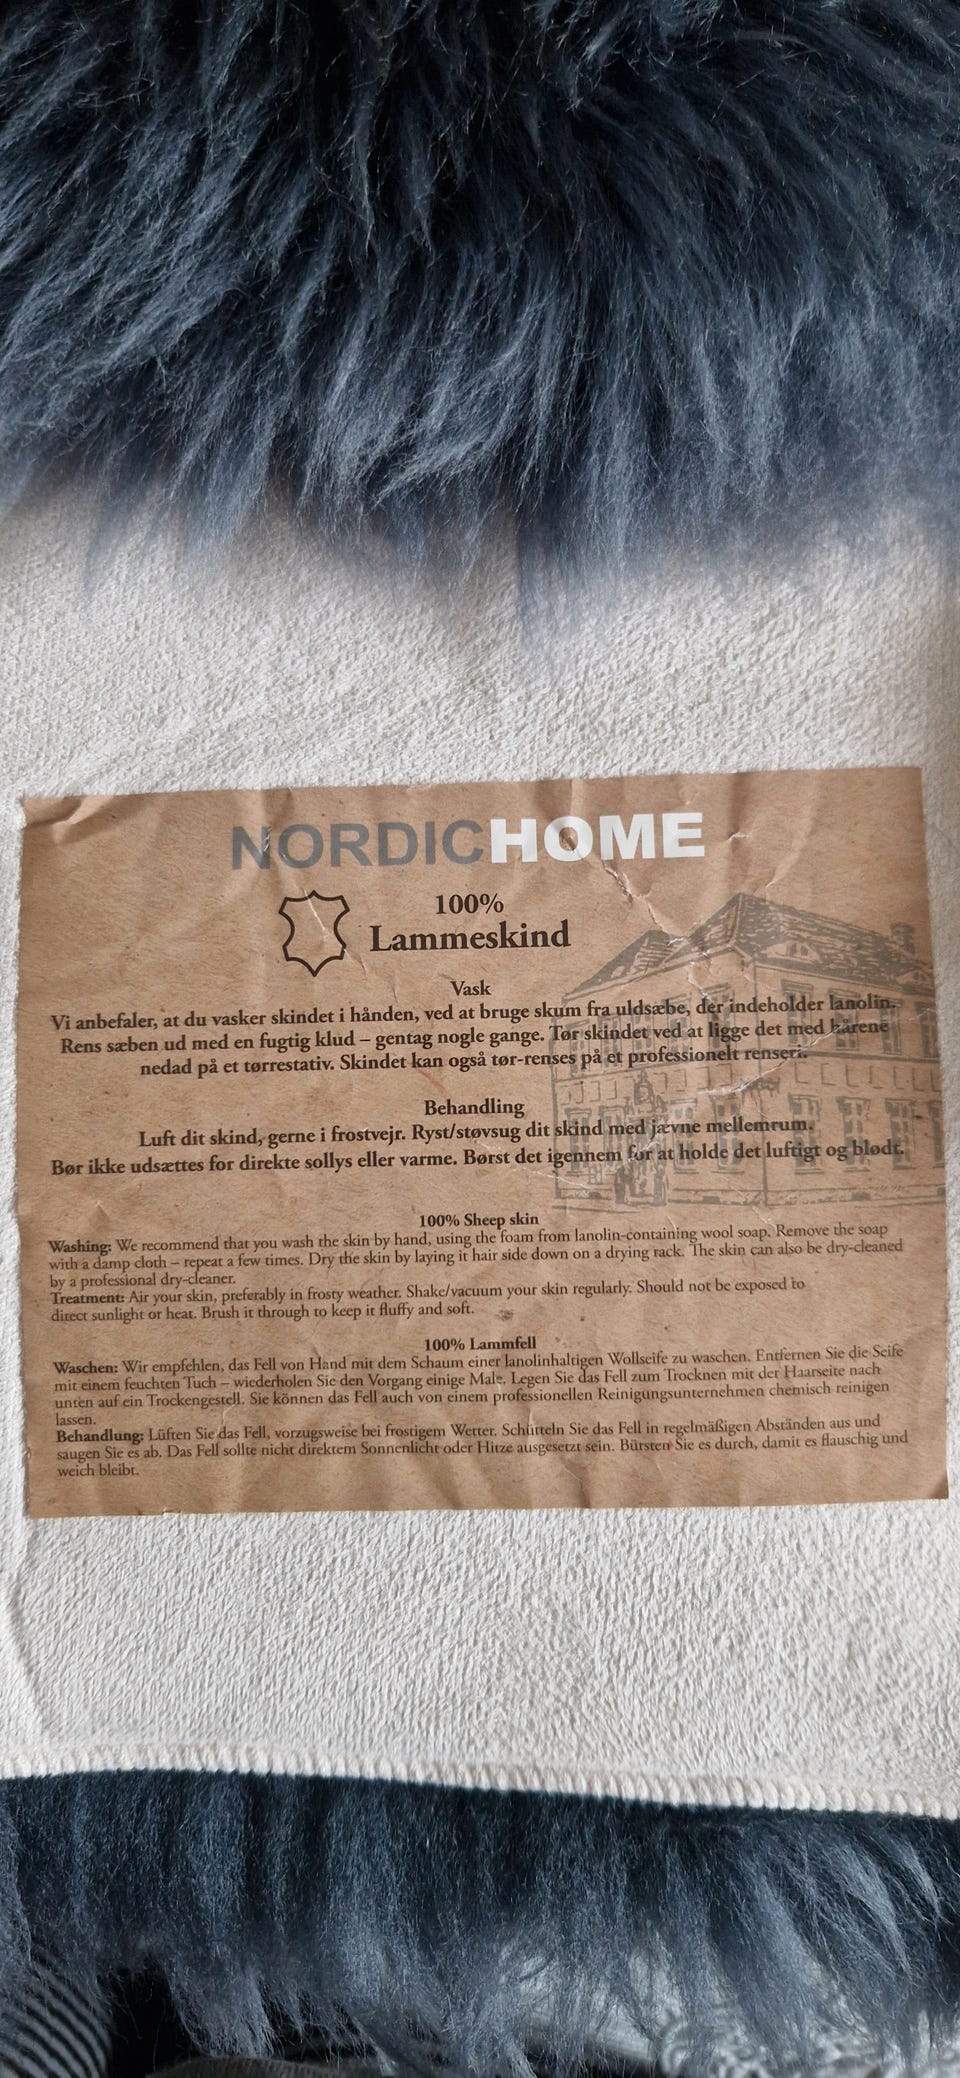 NORDICHOME
100%
Lammeskind
Vask
Vi anbefaler, at du vasker skindet i hånden, ved at bruge skum fra uldsæbe, der indeholder lanolin.
Rens sæben ud med en fugtig klud – gentag nogle gange. Tør skindet ved at ligge det med hårene
nedad på et tørrestativ. Skindet kan også tør-renses på et professionelt renseri.
Behandling
Luft dit skind, gerne i frostvejr. Ryst/støvsug dit skind med jævne mellemrum.
Bør ikke udsættes for direkte sollys eller varme. Børst det igennem for at holde det luftigt og blødt.
100% Sheep skin
Washing: We recommend that you wash the skin by hand, using the foam from lanolin-containing wool soap. Remove the soap
with a damp cloth – repeat a few times. Dry the skin by laying it hair side down on a drying rack. The skin can also be dry-cleaned
by a professional dry-cleaner.
Treatment: Air your skin, preferably in frosty weather. Shake/vacuum your skin regularly. Should not be exposed to
direct sunlight or heat. Brush it through to keep it fluffy and soft.
100% Lammfell
Waschen: Wir empfehlen, das Fell von Hand mit dem Schaum einer lanolinhaltigen Wollseife zu waschen. Entfernen Sie die Seife
mit einem feuchten Tuch – wiederholen Sie den Vorgang einige Male. Legen Sie das Fell zum Trocknen mit der Haarseite nach
unten auf ein Trockengestell. Sie können das Fell auch von einem professionellen Reinigungsunternehmen chemisch reinigen
lassen.
Behandlung: Lüften Sie das Fell, vorzugsweise bei frostigem Wetter. Schütteln Sie das Fell in regelmäßigen Abständen aus und
saugen Sie es ab. Das Fell sollte nicht direktem Sonnenlicht oder Hitze ausgesetzt sein. Bürsten Sie es durch, damit es flauschig und
weich bleibt.